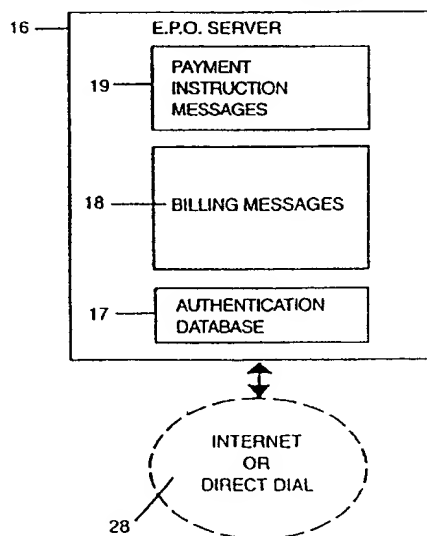 16
E.P.O. SERVER
19
PAYMENT
INSTRUCTION
MESSAGES
18
BILLING MESSAGES
17
AUTHENTICATION
DATABASE
INTERNET
OR
DIRECT DIAL
28